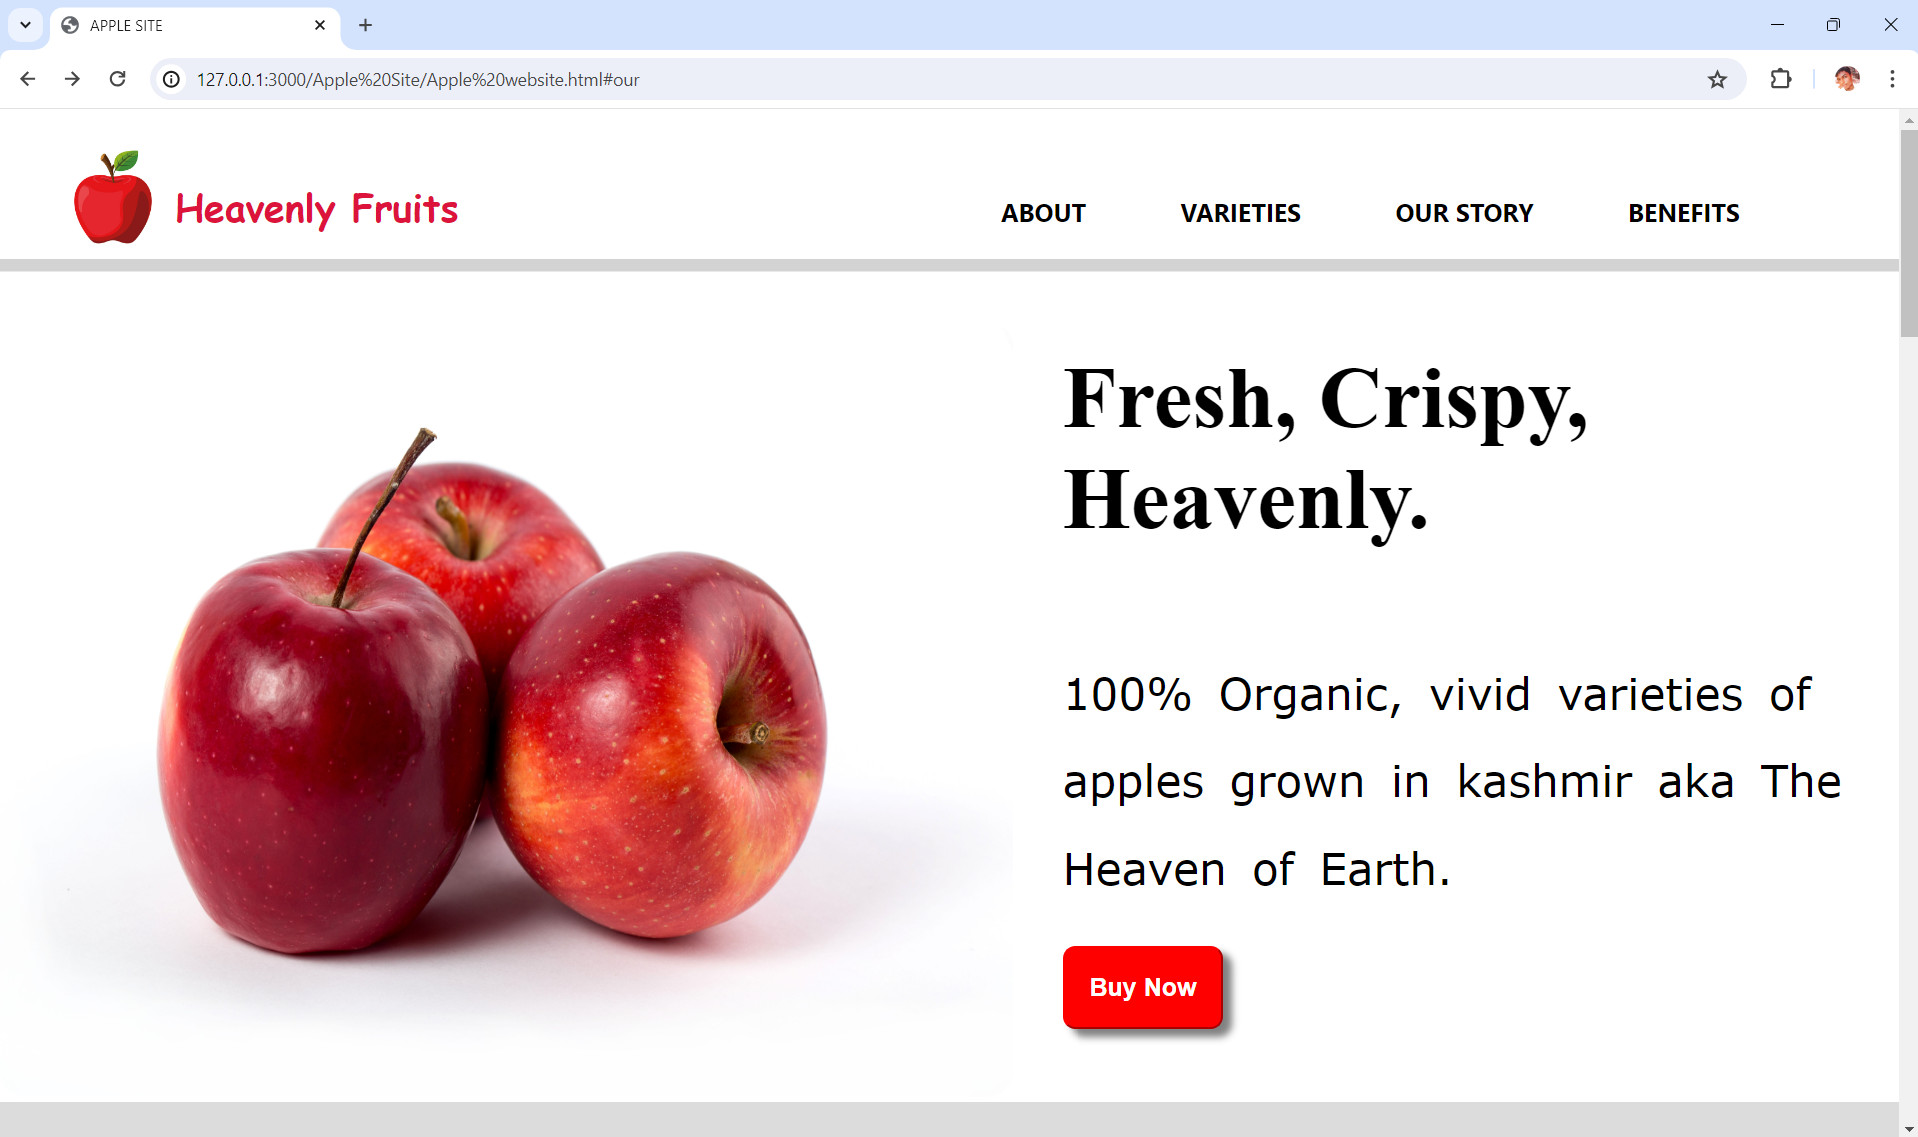 APPLE SITE
127.0.0.1:3000/Apple%20Site/Apple%20website.html#our
Heavenly Fruits
ABOUT
VARIETIES
OUR STORY
BENEFITS
Fresh, Crispy,
Heavenly.
100% Organic, vivid varieties of
apples grown in kashmir aka The
Heaven of Earth.
Buy Now